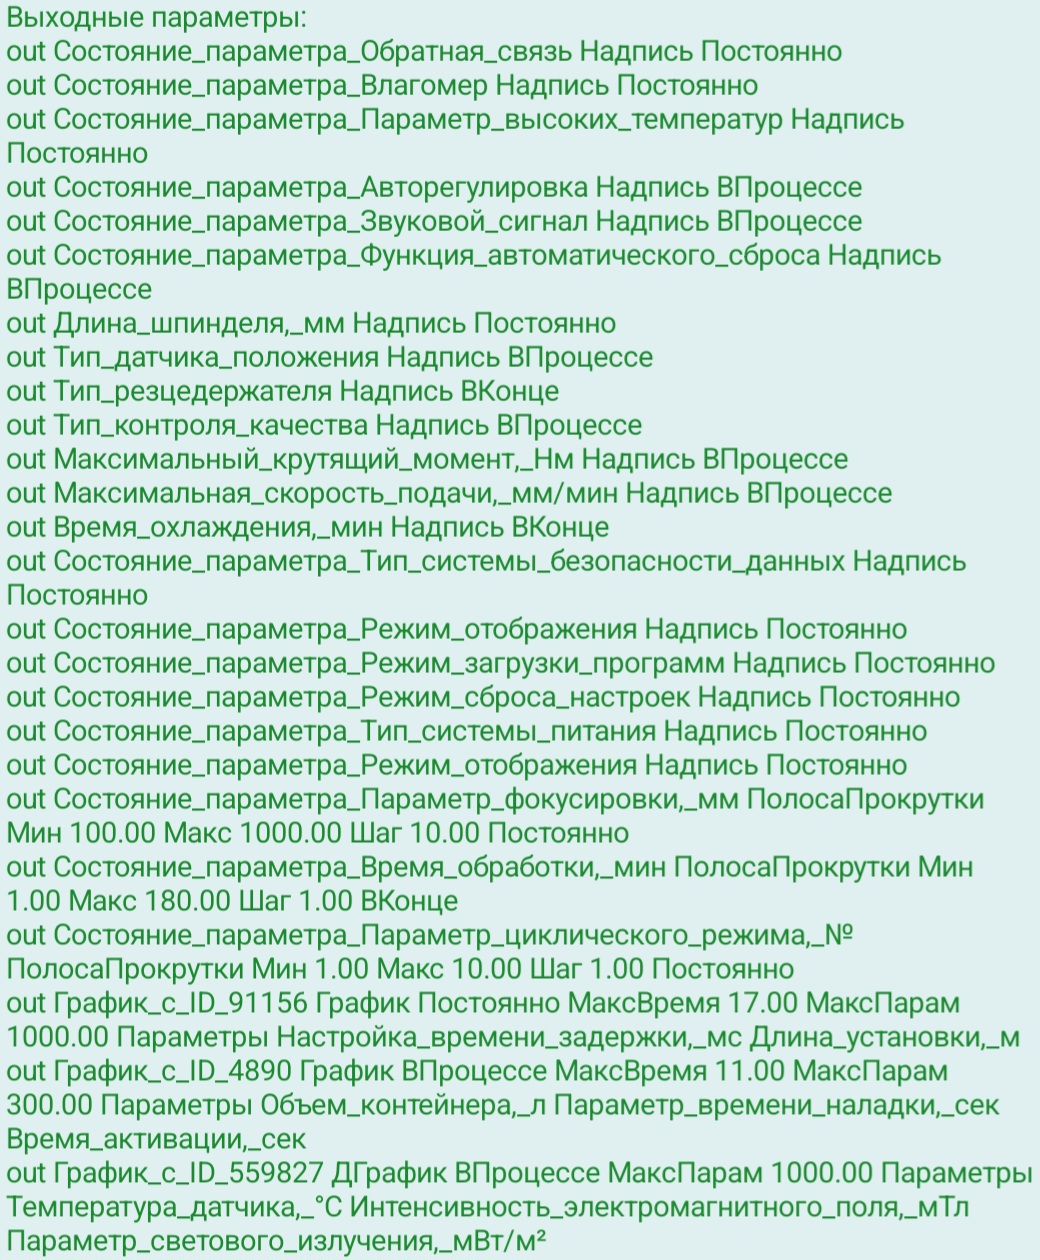 Выходные параметры:
out Состояние_параметра_Обратная_связь Надпись Постоянно
out Состояние_параметра_Влагомер Надпись Постоянно
out Состояние_параметра_Параметр_высоких_температур Надпись
Постоянно
out Состояние_параметра_Авторегулировка Надпись ВПроцессе
out Состояние_параметра_Звуковой_сигнал Надпись ВПроцессе
out Состояние_параметра_Функция_автоматического_сброса Надпись
ВПроцессе
out Длина_шпинделя,_мм Надпись Постоянно
out Тип_датчика_положения Надпись ВПроцессе
out Тип_резцедержателя Надпись ВКонце
out Тип_контроля_качества Надпись ВПроцессе
out Максимальный_крутящий_момент,_Нм Надпись ВПроцессе
out Максимальная_скорость_подачи,_мм/мин Надпись ВПроцессе
out Время_охлаждения,_мин Надпись ВКонце
out Состояние_параметра_Тип_системы_безопасности_данных Надпись
Постоянно
out Состояние_параметра_Режим_отображения Надпись Постоянно
out Состояние_параметра_Режим_загрузки_программ Надпись Постоянно
out Состояние_параметра_Режим_сброса_настроек Надпись Постоянно
out Состояние_параметра_Тип_системы_питания Надпись Постоянно
out Состояние_параметра_Режим_отображения Надпись Постоянно
out Состояние_параметра_Параметр_фокусировки,_мм ПолосаПрокрутки
Мин 100.00 Макс 1000.00 Шаг 10.00 Постоянно
out Состояние_параметра_Время_обработки,_мин ПолосаПрокрутки Мин
1.00 Макс 180.00 Шаг 1.00 ВКонце
out Состояние_параметра_Параметр_циклического_режима,_№
ПолосаПрокрутки Мин 1.00 Макс 10.00 Шаг 1.00 Постоянно
out График_с_ID_91156 График Постоянно МаксВремя 17.00 МаксПарам
1000.00 Параметры Настройка_времени_задержки,_мс Длина_установки,_м
out График_с_ID_4890 График ВПроцессе МаксВремя 11.00 МаксПарам
300.00 Параметры Объем_контейнера,_л Параметр_времени_наладки,_сек
Время_активации,_сек
out График_с_ID_559827 ДГрафик ВПроцессе МаксПарам 1000.00 Параметры
Температура_датчика,_°C Интенсивность_электромагнитного_поля,_мТл
Параметр_светового_излучения,_мВт/м²